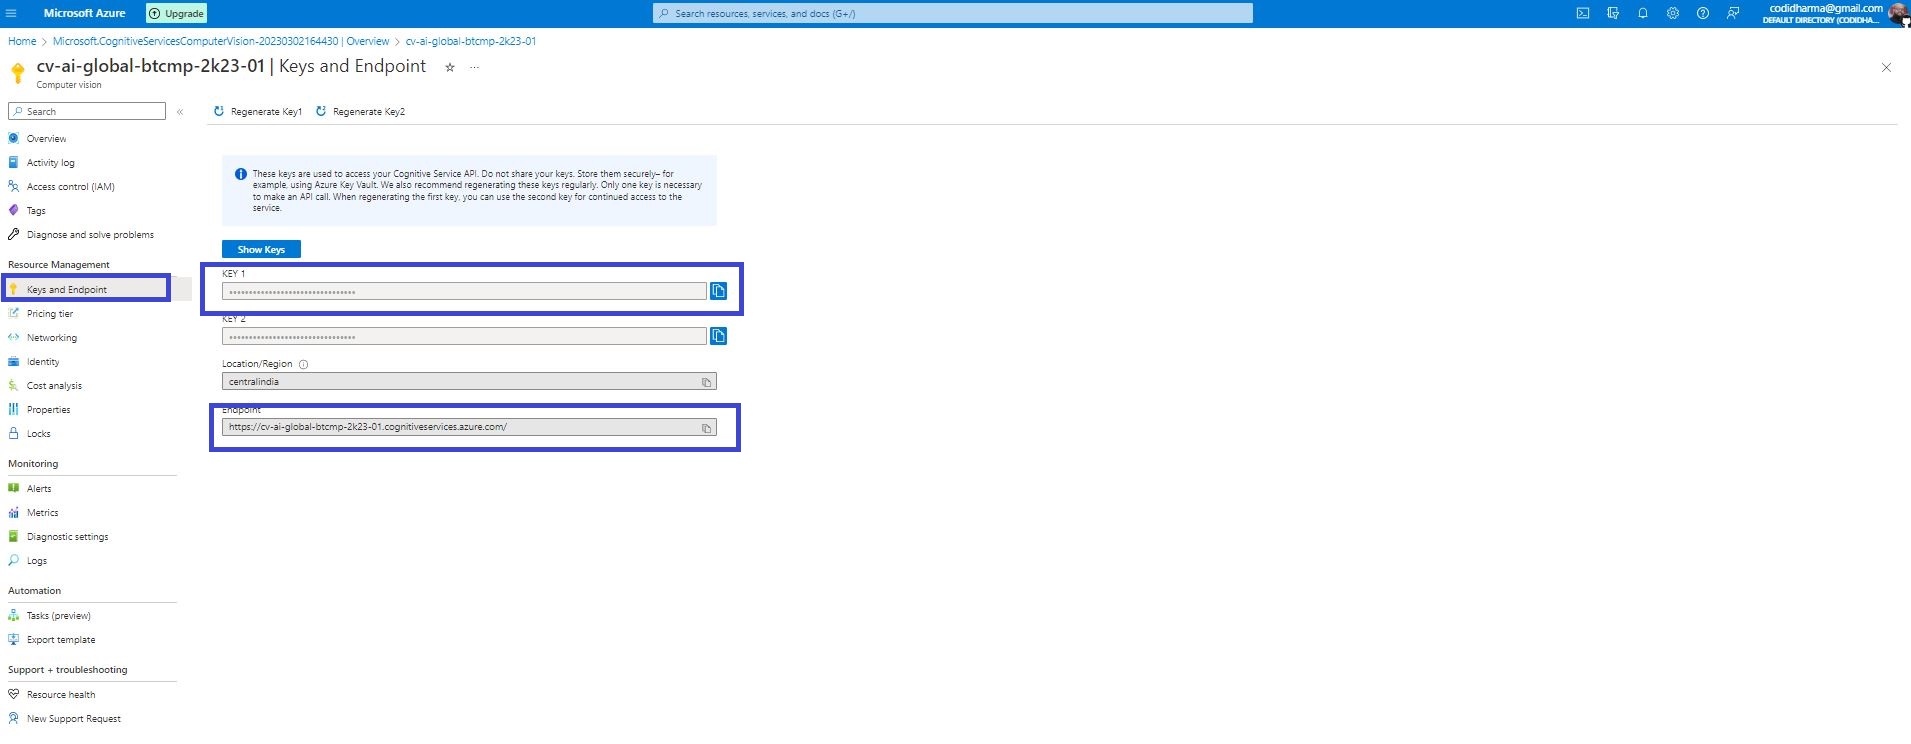 Microsoft Azure
Upgrade
Search resources, services, and docs (G+/)
codidharma@gmail.com
DEFAULT DIRECTORY (CODIDHA...
Home > Microsoft.CognitiveServicesComputerVision-20230302164430 | Overview > cv-ai-global-btcmp-2k23-01
cv-ai-global-btcmp-2k23-01 | Keys and Endpoint
Computer vision
Search
Regenerate Key1
Regenerate Key2
Overview
Activity log
Access control (IAM)
Tags
Diagnose and solve problems
Resource Management
Keys and Endpoint
Pricing tier
Networking
Identity
Cost analysis
Properties
Locks
Monitoring
Alerts
Metrics
Diagnostic settings
Logs
Automation
Tasks (preview)
Export template
Support + troubleshooting
Resource health
New Support Request
These keys are used to access your Cognitive Service API. Do not share your keys. Store them securely– for
example, using Azure Key Vault. We also recommend regenerating these keys regularly. Only one key is necessary
to make an API call. When regenerating the first key, you can use the second key for continued access to the
service.
Show Keys
KEY 1
KEY 2
Location/Region
centralindia
Endpoint
https://cv-ai-global-btcmp-2k23-01.cognitiveservices.azure.com/